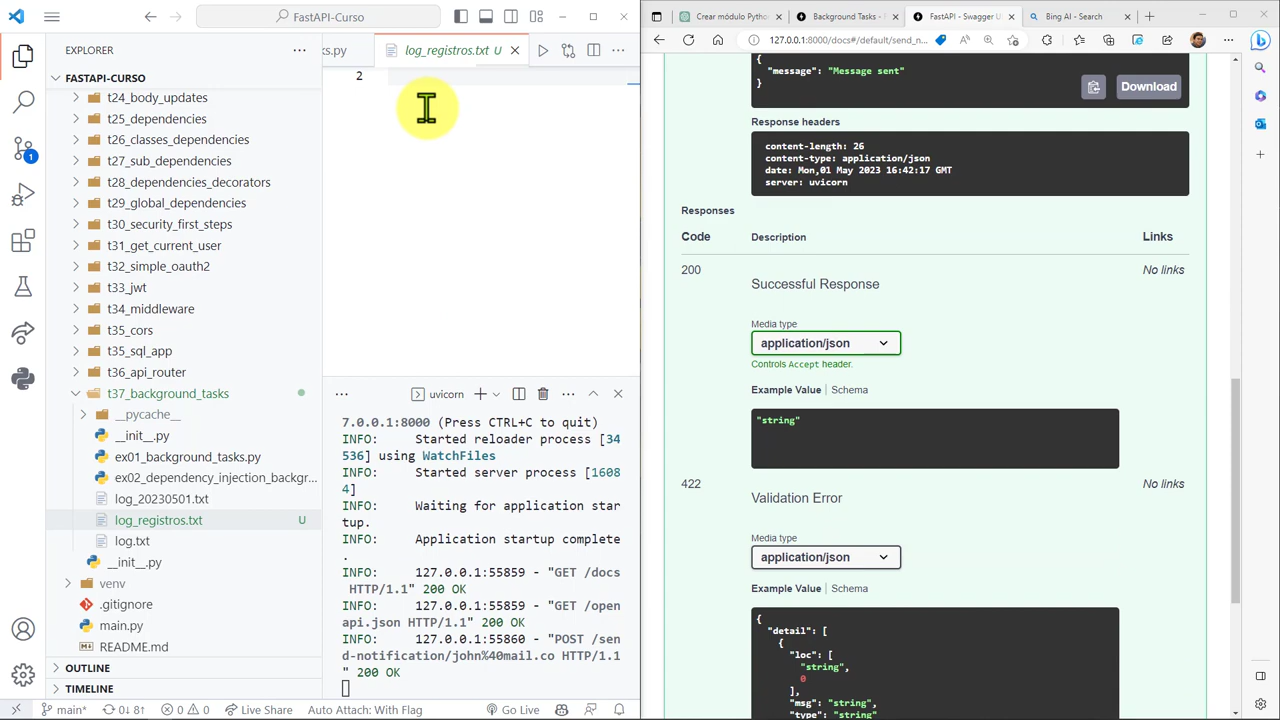 FastAPI-Curso
EXPLORER
FASTAPI-CURSO
t24_body_updates
t25_dependencies
t26_classes_dependencies
t27_sub_dependencies
t28_dependencies_decorators
t29_global_dependencies
t30_security_first_steps
t31_get_current_user
t32_simple_oauth2
t33_jwt
t34_middleware
t35_cors
t35_sql_app
t36_api_router
t37_background_tasks
__pycache__
__init__.py
ex01_background_tasks.py
ex02_dependency_injection_backgr...
log_20230501.txt
log_registros.txt U
log.txt
__init__.py
venv
.gitignore
main.py
README.md
OUTLINE
TIMELINE
1
ks.py
log_registros.txt U
2
uvicorn
7.0.0.1:8000 (Press CTRL+C to quit)
INFO: Started reloader process [34
536] using WatchFiles
INFO: Started server process [1608
4]
INFO: Waiting for application star
tup.
INFO: Application startup complete
.
INFO: 127.0.0.1:55859 - "GET /docs
HTTP/1.1" 200 OK
INFO: 127.0.0.1:55859 - "GET /open
api.json HTTP/1.1" 200 OK
INFO: 127.0.0.1:55860 - "POST /sen
d-notification/john%40mail.co HTTP/1.1
" 200 OK
main* 0 0 Live Share Auto Attach: With Flag Go Live
Crear módulo Pytho
Background Tasks - F
FastAPI - Swagger U
Bing AI - Search
127.0.0.1:8000/docs#/default/send_n...
{
"message": "Message sent"
}
Download
Response headers
content-length: 26
content-type: application/json
date: Mon,01 May 2023 16:42:17 GMT
server: uvicorn
Responses
Code Description Links
200 Successful Response No links
Media type
application/json
Controls Accept header.
Example Value Schema
"string"
422 Validation Error No links
Media type
application/json
Example Value Schema
{
"detail": [
{
"loc": [
"string",
0
],
"msg": "string",
"type": "string"